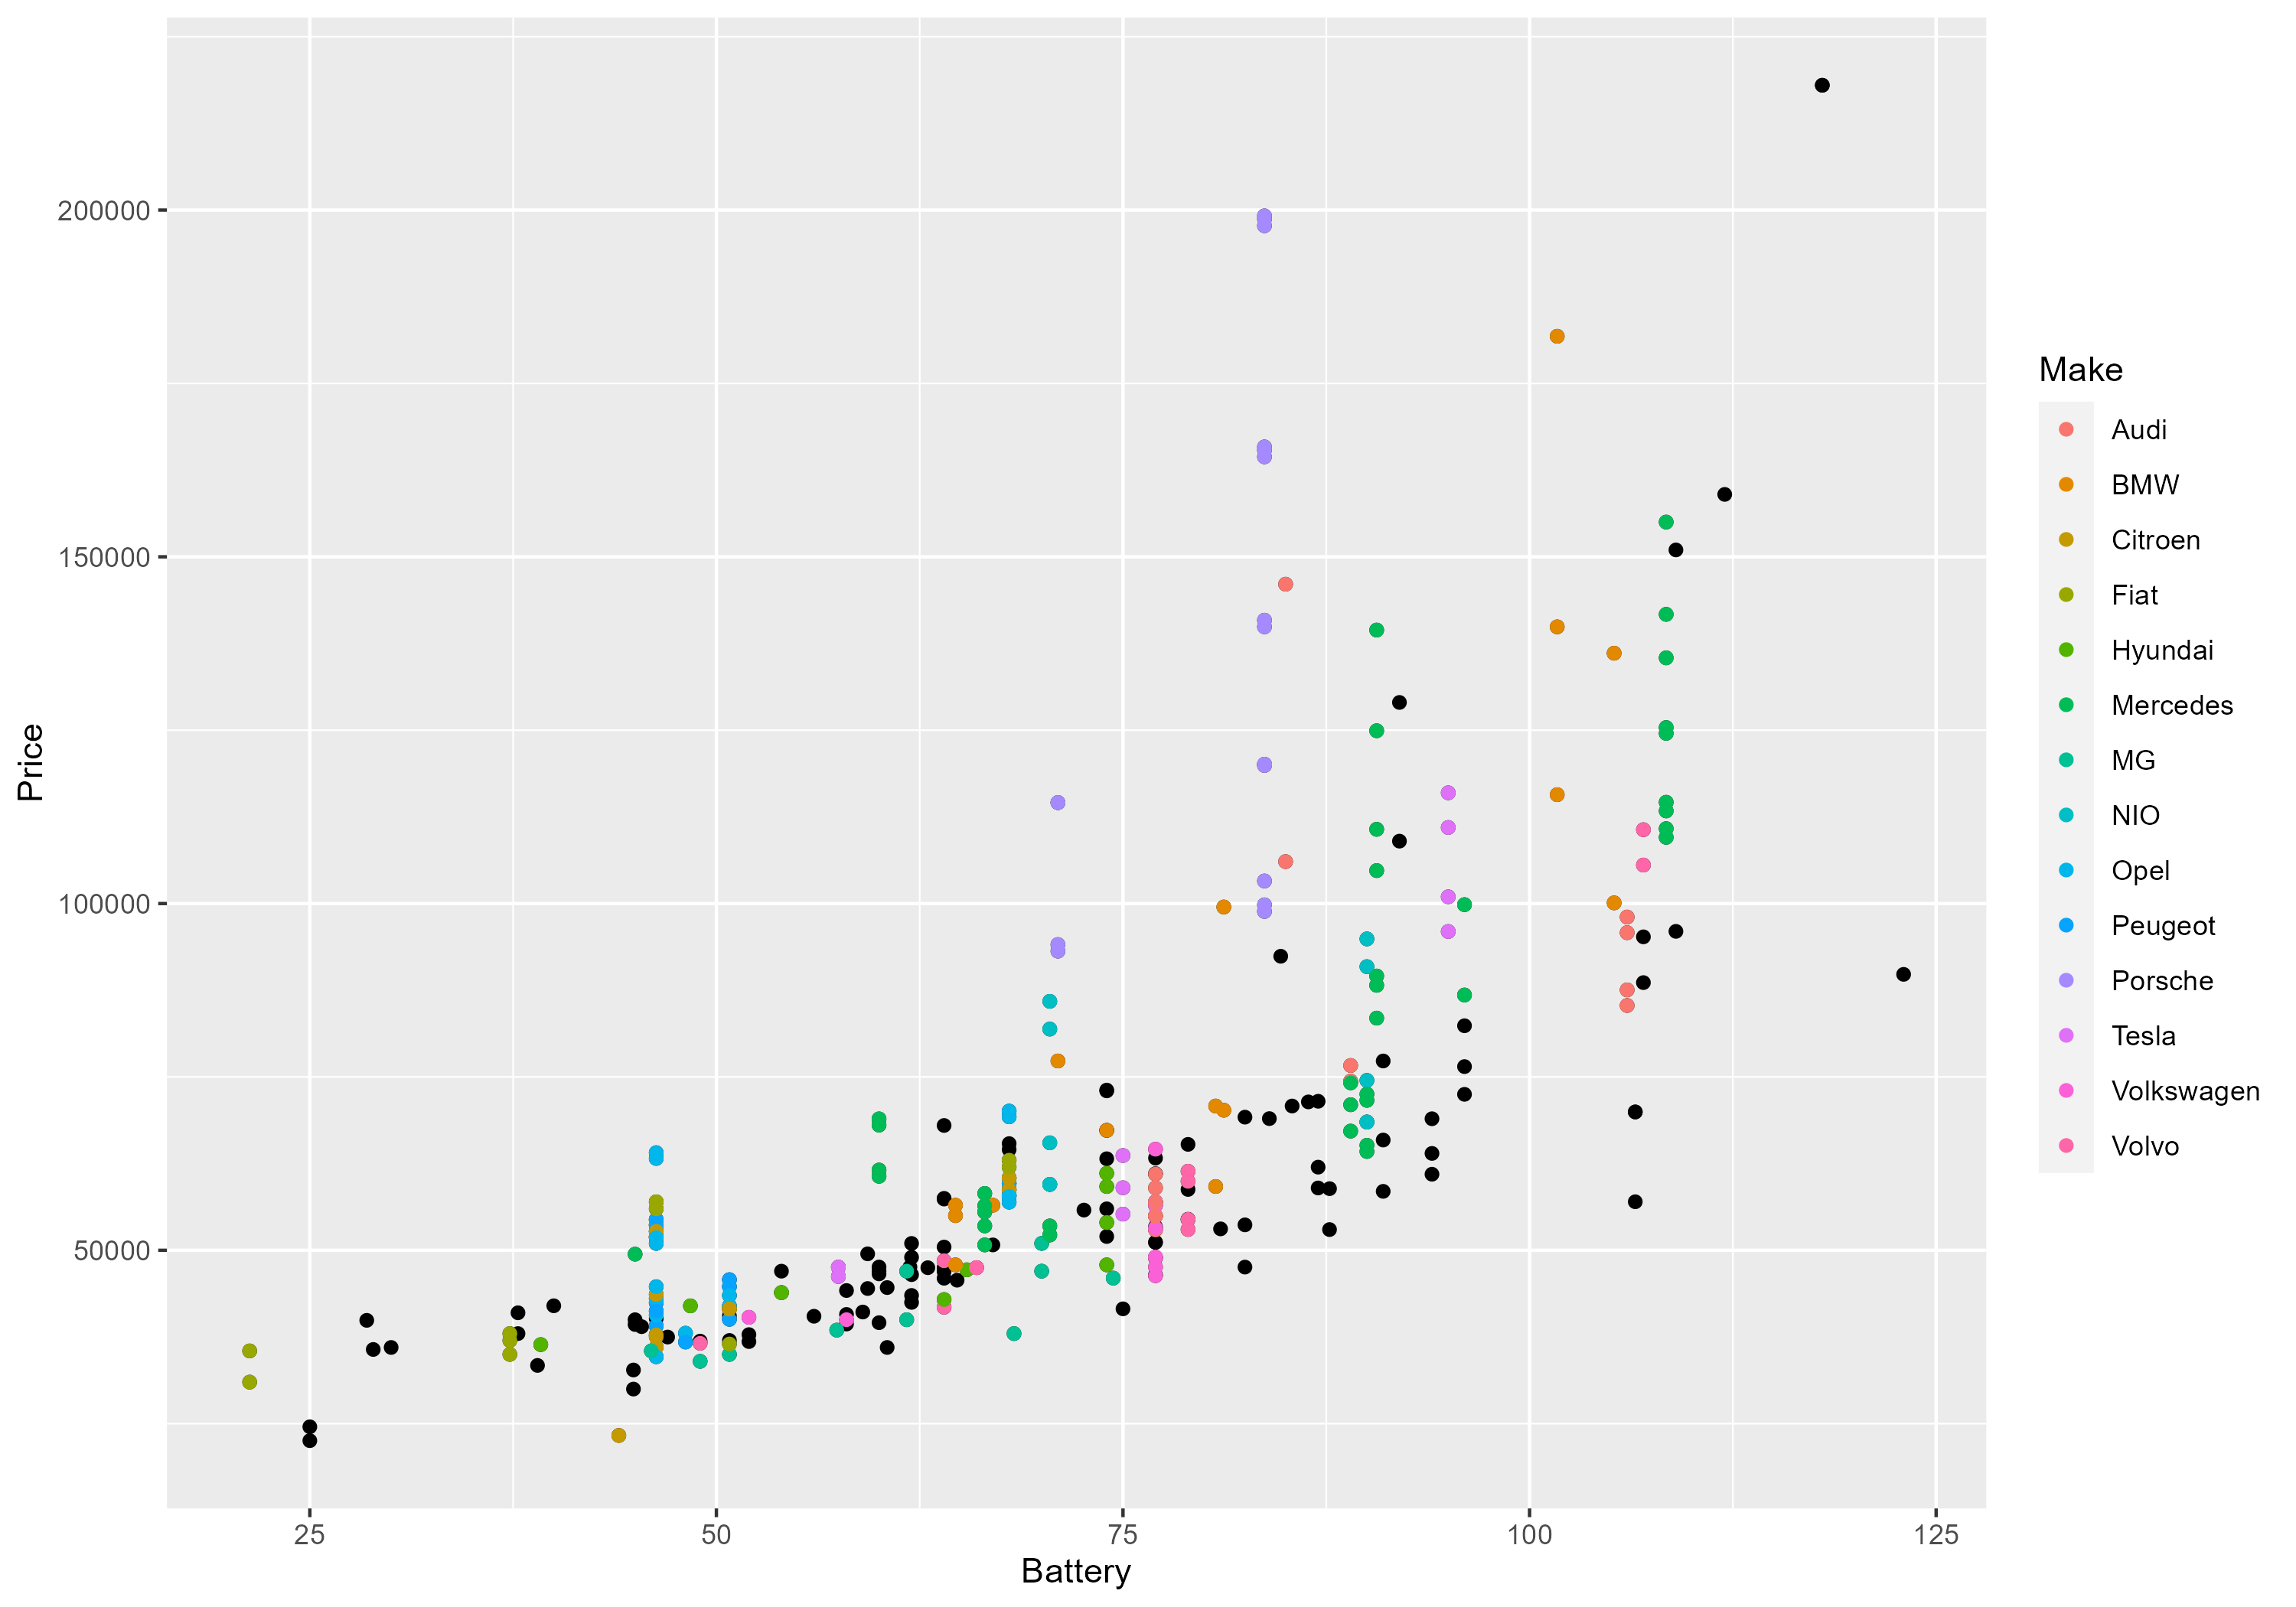 200000
150000
100000
50000
Price
25 50 75 100 125
Battery
Make
Audi
BMW
Citroen
Fiat
Hyundai
Mercedes
MG
NIO
Opel
Peugeot
Porsche
Tesla
Volkswagen
Volvo